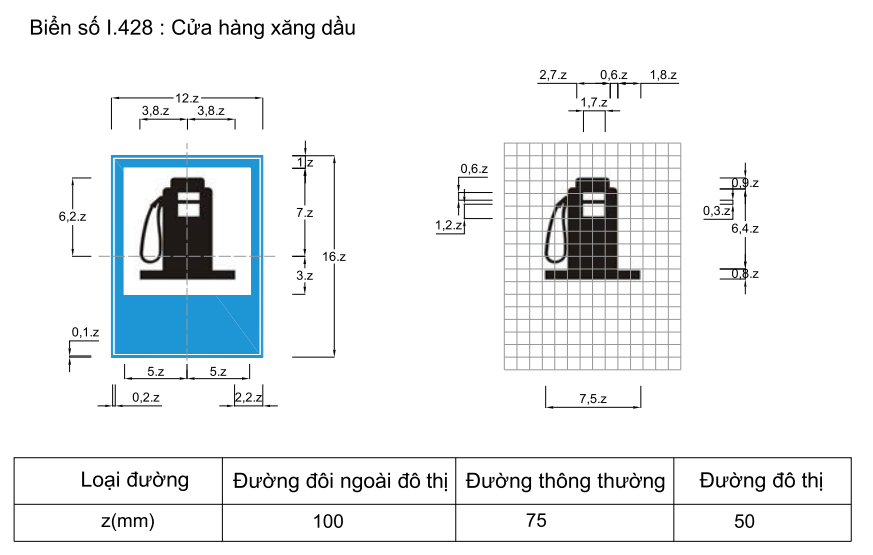 Biển số I.428 : Cửa hàng xăng dầu
12.z
3,8.z 3,8.z
1.z
6,2.z
7.z
16.z
3.z
0,1.z
5.z 5.z
0,2.z 2,2.z
2,7.z 0,6.z 1,8.z
1,7.z
0,6.z
0,9.z
0,3.z
1,2.z
6,4.z
0,8.z
7,5.z
Loại đường Đường đôi ngoài đô thị Đường thông thường Đường đô thị
z(mm) 100 75 50